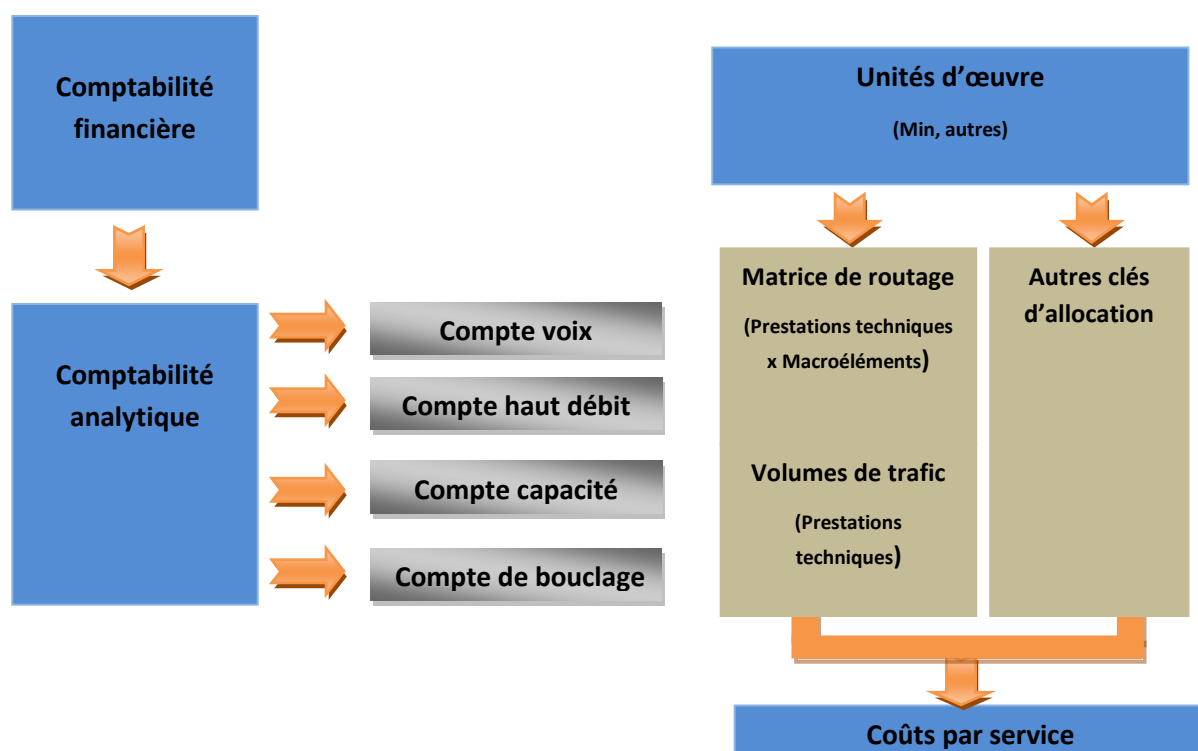 Comptabilité
financière
Comptabilité
analytique
Compte voix
Compte haut débit
Compte capacité
Compte de bouclage
Unités d’œuvre
(Min, autres)
Matrice de routage
(Prestations techniques
x Macroéléments)
Volumes de trafic
(Prestations
techniques)
Autres clés
d’allocation
Coûts par service